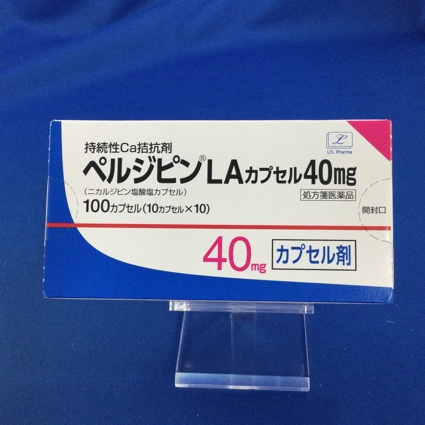 持続性Ca拮抗剤
ペルジピン®LAカプセル40mg
(ニカルジピン塩酸塩カプセル)
処方箋医薬品
100カプセル(10カプセル×10)
開封口
40mg
カプセル剤
L
LTL Pharma